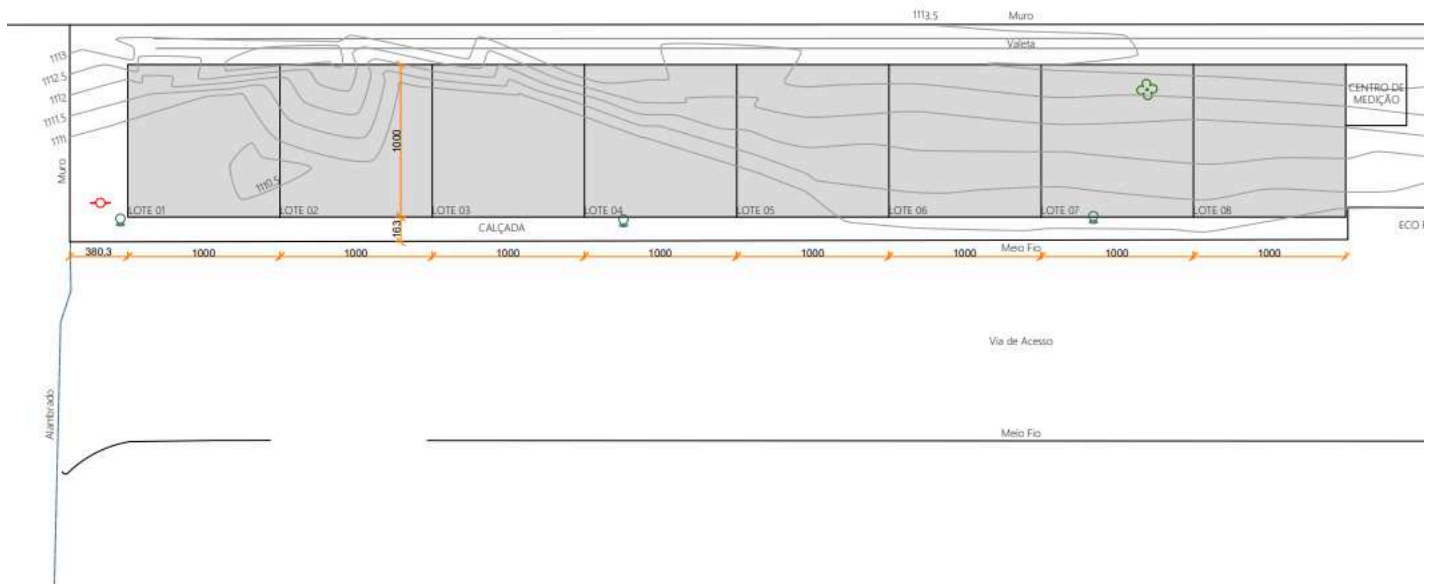 1113.5
Muro
Valeta
1113
1112.5
1112
1111.5
1111
CENTRO DE
MEDIÇÃO
1000
Muro
1110.5
LOTE 01
LOTE 02
LOTE 03
LOTE 04
LOTE 05
LOTE 06
LOTE 07
LOTE 08
163
CALÇADA
ECO
Meio Fio
380,3
1000
1000
1000
1000
1000
1000
1000
1000
Via de Acesso
Alambrado
Meio Fio